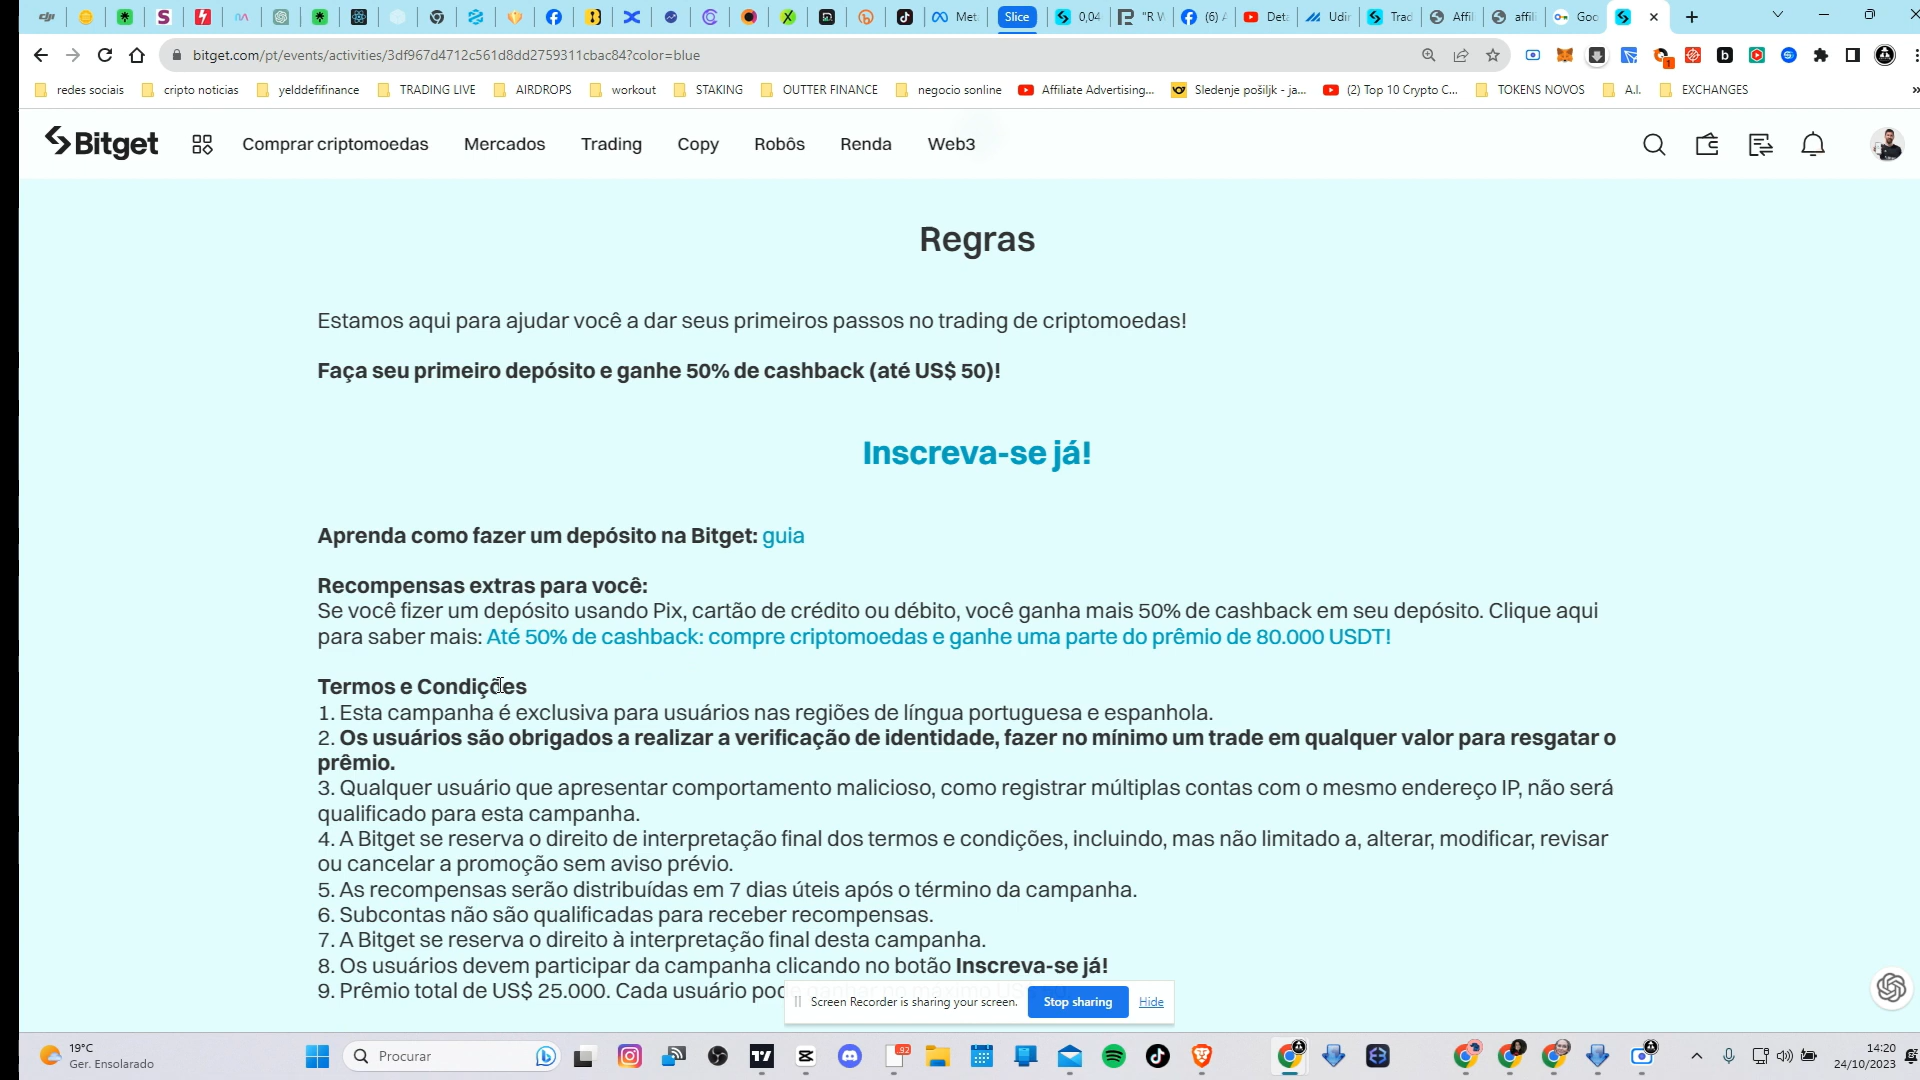 Met
Slice
0,04
"R W
(6) A
Deta
Udir
Trad
Affili
affili
Goo
bitget.com/pt/events/activities/3df967d4712c561d8dd2759311cbac84?color=blue
redes sociais
cripto noticias
yelddefifinance
TRADING LIVE
AIRDROPS
workout
STAKING
OUTTER FINANCE
negocio sonline
Affiliate Advertising...
Sledenje pošiljk - ja...
(2) Top 10 Crypto C...
TOKENS NOVOS
A.I.
EXCHANGES
Bitget
Comprar criptomoedas
Mercados
Trading
Copy
Robôs
Renda
Web3
Regras
Estamos aqui para ajudar você a dar seus primeiros passos no trading de criptomoedas!
Faça seu primeiro depósito e ganhe 50% de cashback (até US$ 50)!
Inscreva-se já!
Aprenda como fazer um depósito na Bitget: guia
Recompensas extras para você:
Se você fizer um depósito usando Pix, cartão de crédito ou débito, você ganha mais 50% de cashback em seu depósito. Clique aqui
para saber mais: Até 50% de cashback: compre criptomoedas e ganhe uma parte do prêmio de 80.000 USDT!
Termos e Condições
1. Esta campanha é exclusiva para usuários nas regiões de língua portuguesa e espanhola.
2. Os usuários são obrigados a realizar a verificação de identidade, fazer no mínimo um trade em qualquer valor para resgatar o
prêmio.
3. Qualquer usuário que apresentar comportamento malicioso, como registrar múltiplas contas com o mesmo endereço IP, não será
qualificado para esta campanha.
4. A Bitget se reserva o direito de interpretação final dos termos e condições, incluindo, mas não limitado a, alterar, modificar, revisar
ou cancelar a promoção sem aviso prévio.
5. As recompensas serão distribuídas em 7 dias úteis após o término da campanha.
6. Subcontas não são qualificadas para receber recompensas.
7. A Bitget se reserva o direito à interpretação final desta campanha.
8. Os usuários devem participar da campanha clicando no botão Inscreva-se já!
9. Prêmio total de US$ 25.000. Cada usuário pod
Screen Recorder is sharing your screen.
Stop sharing
Hide
19°C
Ger. Ensolarado
Procurar
92
14:20
24/10/2023